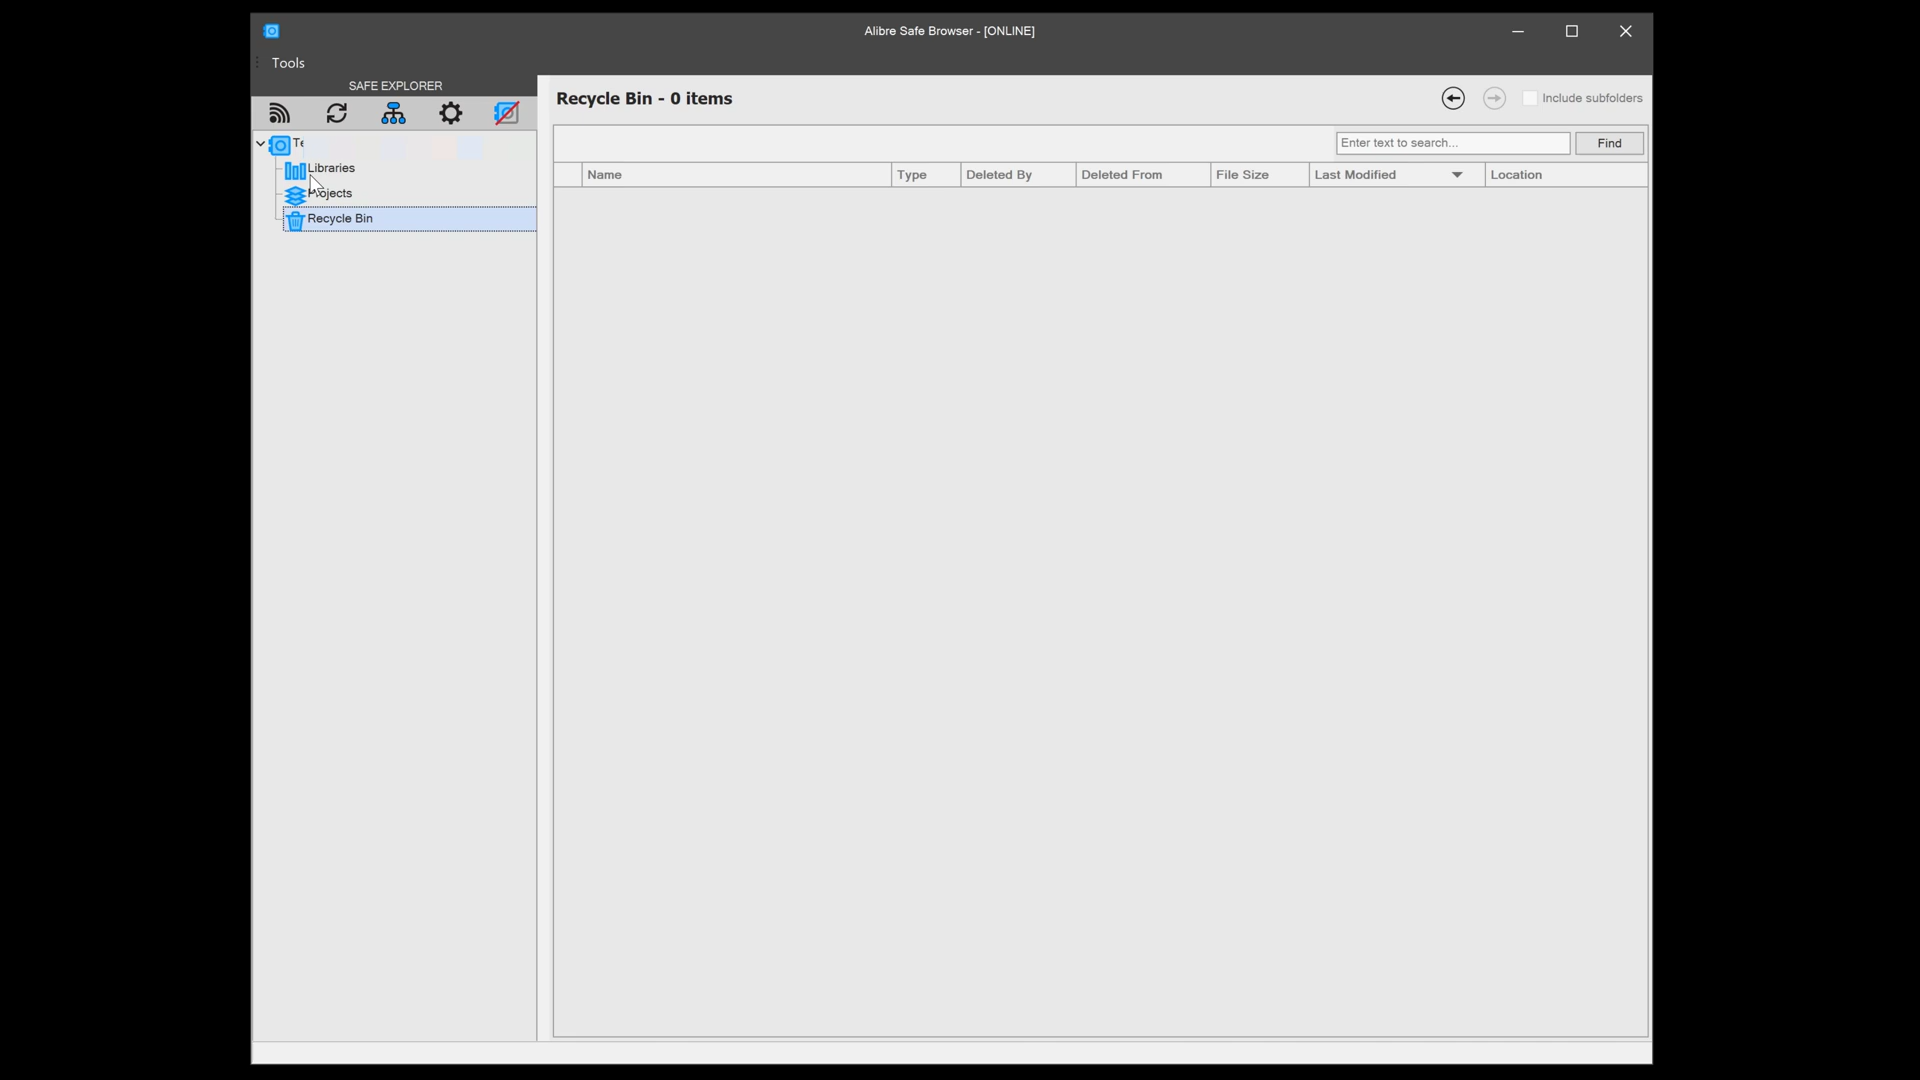 Alibre Safe Browser - [ONLINE]
Tools
SAFE EXPLORER
Recycle Bin - 0 items
Include subfolders
Enter text to search...
Find
Libraries
Projects
Recycle Bin
Name Type Deleted By Deleted From File Size Last Modified Location